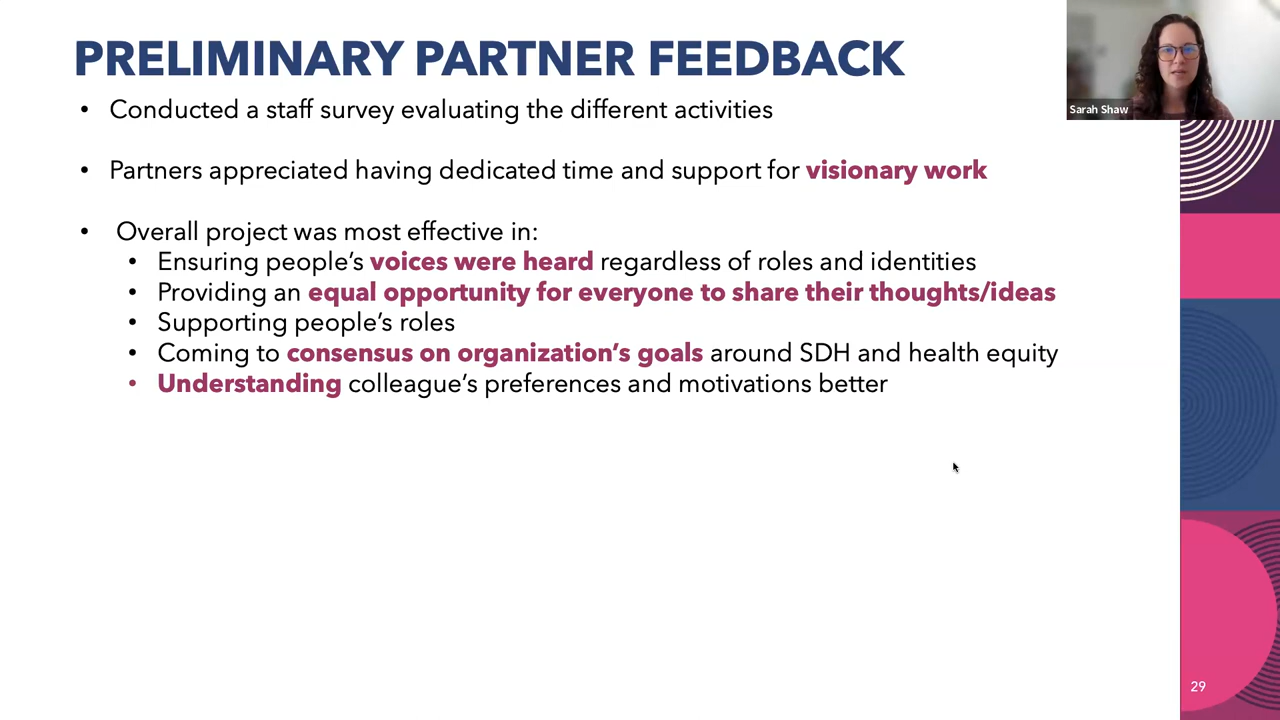 PRELIMINARY PARTNER FEEDBACK
• Conducted a staff survey evaluating the different activities
• Partners appreciated having dedicated time and support for visionary work
• Overall project was most effective in:
• Ensuring people’s voices were heard regardless of roles and identities
• Providing an equal opportunity for everyone to share their thoughts/ideas
• Supporting people’s roles
• Coming to consensus on organization’s goals around SDH and health equity
• Understanding colleague’s preferences and motivations better
Sarah Shaw
29